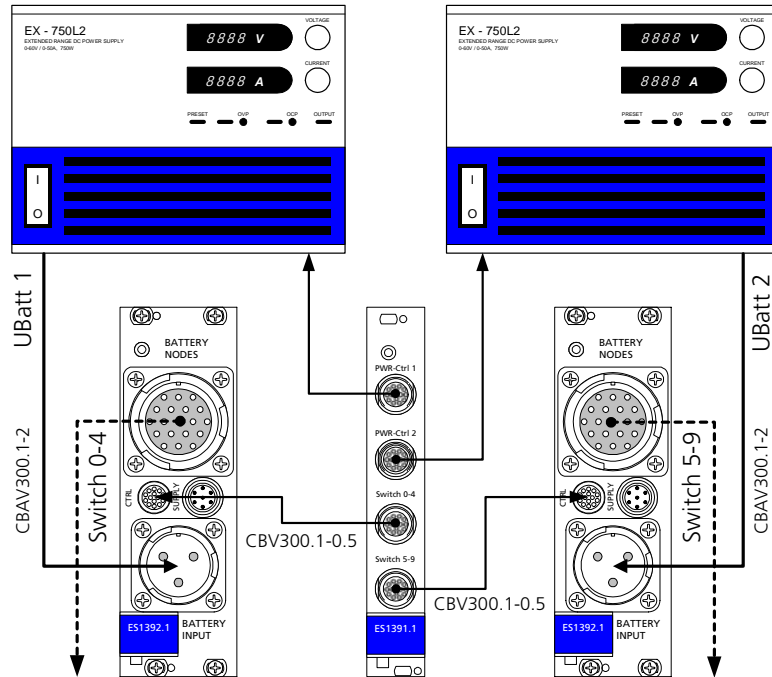 EX - 750L2
EXTENDED RANGE DC POWER SUPPLY
0-60V / 0-50A, 750W
8888 V
VOLTAGE
8888 A
CURRENT
PRESET
OVP
OCP
OUTPUT
I
O
EX - 750L2
EXTENDED RANGE DC POWER SUPPLY
0-60V / 0-50A, 750W
8888 V
VOLTAGE
8888 A
CURRENT
PRESET
OVP
OCP
OUTPUT
I
O
UBatt 1
CBAV300.1-2
Switch 0-4
BATTERY
NODES
CTRL
SUPPLY
ES1392.1
BATTERY
INPUT
CBV300.1-0.5
PWR-Ctrl 1
PWR-Ctrl 2
Switch 0-4
Switch 5-9
ES1391.1
CBV300.1-0.5
BATTERY
NODES
CTRL
SUPPLY
ES1392.1
BATTERY
INPUT
Switch 5-9
UBatt 2
CBAV300.1-2